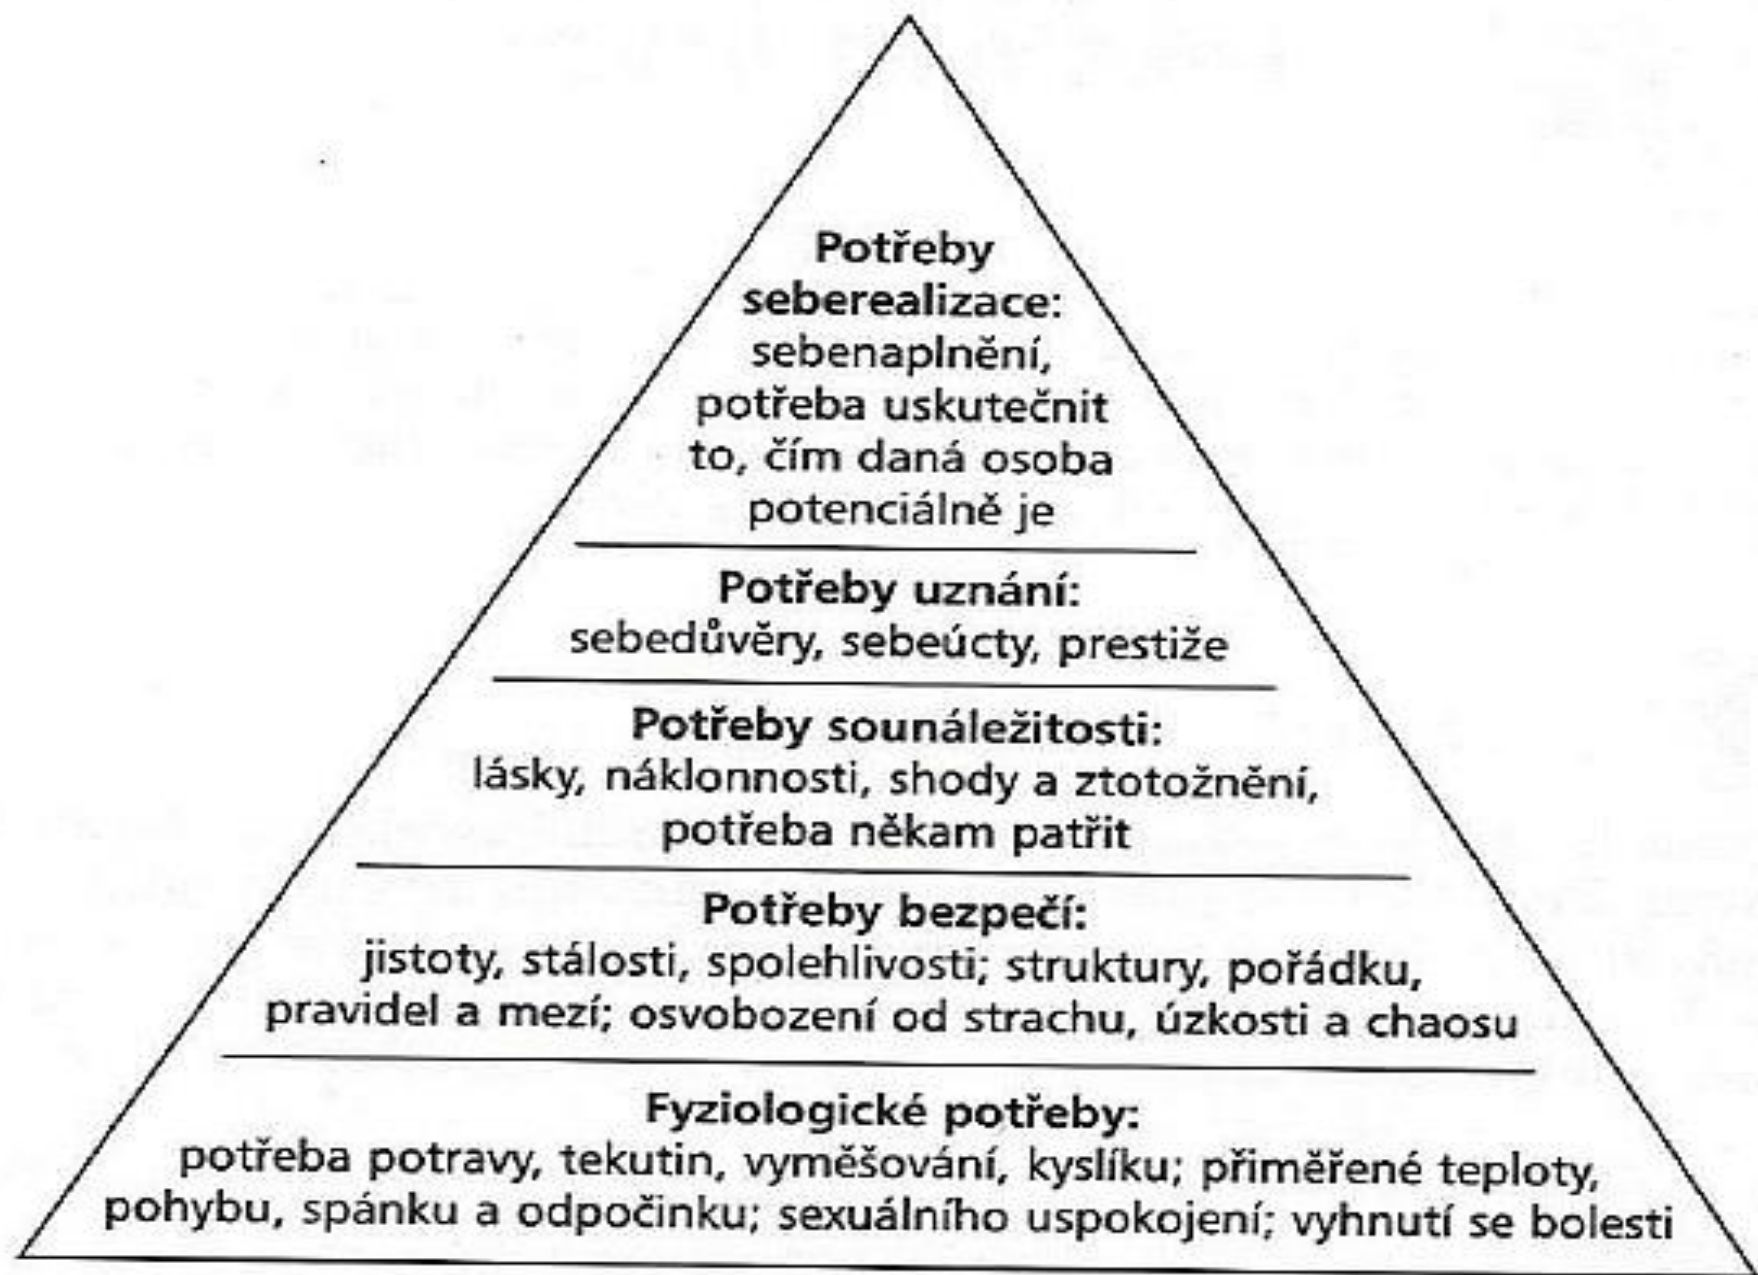 Potřeby
seberealizace:
sebenaplnění,
potřeba uskutečnit
to, čím daná osoba
potenciálně je
Potřeby uznání:
sebedůvěry, sebeúcty, prestiže
Potřeby sounáležitosti:
lásky, náklonnosti, shody a ztotožnění,
potřeba někam patřit
Potřeby bezpečí:
jistoty, stálosti, spolehlivosti; struktury, pořádku,
pravidel a mezí; osvobození od strachu, úzkosti a chaosu
Fyziologické potřeby:
potřeba potravy, tekutin, vyměšování, kyslíku; přiměřené teploty,
pohybu, spánku a odpočinku; sexuálního uspokojení; vyhnutí se bolesti